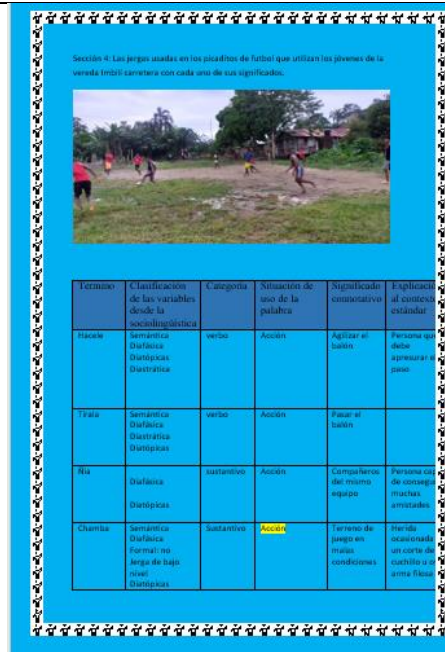 Sección 4: Las jergas usadas en los picaditos de futbol que utilizan los jóvenes de la
vereda Imbili carretera con cada uno de sus significados.
Termino
Clasificación
de las variables
desde la
sociolingüística
Categoría
Situación de
uso de la
palabra
Significado
connotativo
Explicació
al contexto
estándar
Hacele
Semántica
Diafásica
Diatópicas
Diastrática
verbo
Acción
Agilizar el
balón
Persona que
debe
apresurar e
paso
Tírala
Semántica
Diafásica
Diastrática
Diatópicas
verbo
Acción
Pasar el
balón
Ñia
Diafásica
Diatópicas
sustantivo
Acción
Compañeros
del mismo
equipo
Persona cap
de consegui
muchas
amistades
Chamba
Semántica
Diafásica
Formal: no
Jerga de bajo
nivel
Diatópicas
Sustantivo
Acción
Terreno de
juego en
malas
condiciones
Herida
ocasionada
un corte de
cuchillo u o
arma filosa